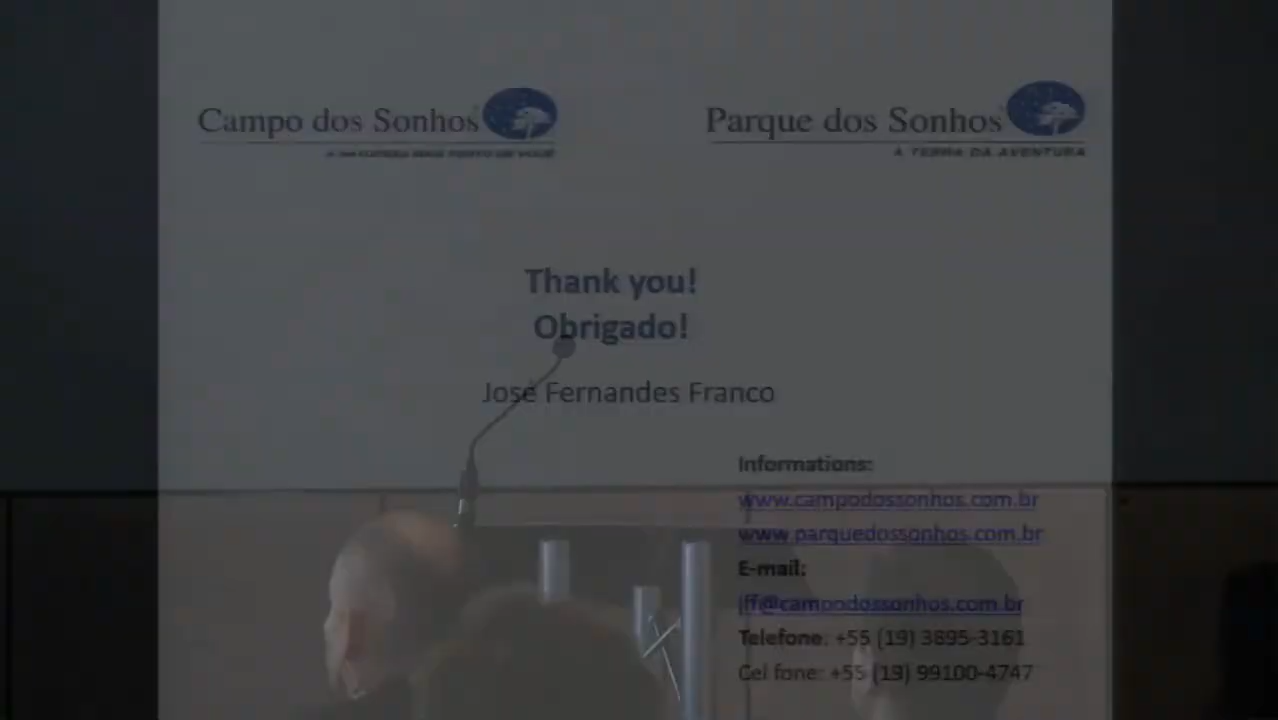 Campo dos Sonhos
Parque dos Sonhos
A TERRA DA AVENTURA
Thank you!
Obrigado!
José Fernandes Franco
Informations:
www.campodossonhos.com.br
www.parquedossonhos.com.br
E-mail:
jff@campodossonhos.com.br
Telefone: +55 (19) 3895-3161
Cel fone: +55 (19) 99100-4747